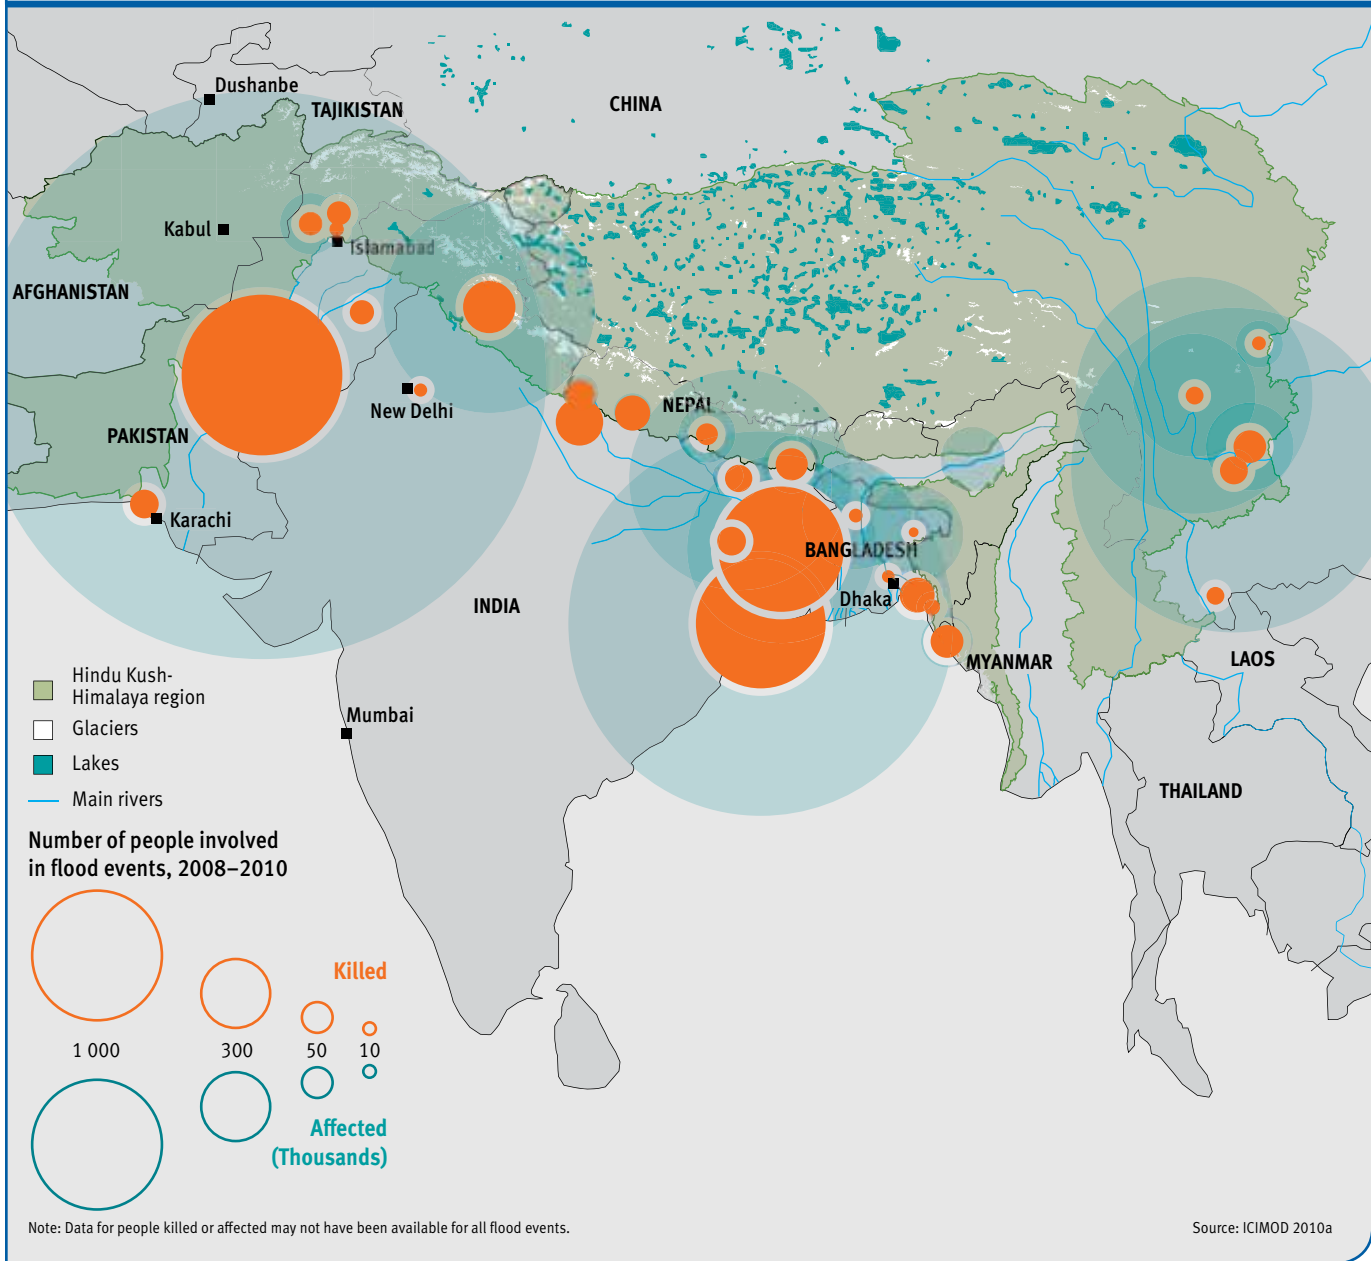 Dushanbe
TAJIKISTAN
CHINA
Kabul
Islamabad
AFGHANISTAN
New Delhi
NEPAL
PAKISTAN
Karachi
BANGLADESH
Dhaka
INDIA
MYANMAR
LAOS
Mumbai
THAILAND
Hindu Kush-
Himalaya region
Glaciers
Lakes
Main rivers
Number of people involved
in flood events, 2008–2010
Killed
1 000 300 50 10
Affected
(Thousands)
Note: Data for people killed or affected may not have been available for all flood events.
Source: ICIMOD 2010a